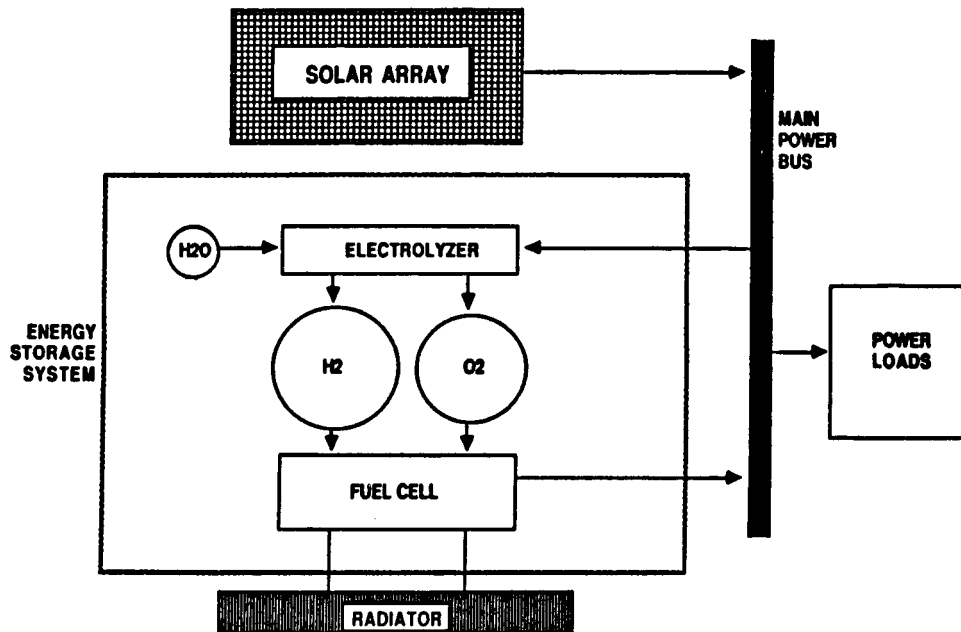 SOLAR ARRAY
MAIN
POWER
BUS
H2O
ELECTROLYZER
ENERGY
STORAGE
SYSTEM
H2
O2
POWER
LOADS
FUEL CELL
RADIATOR